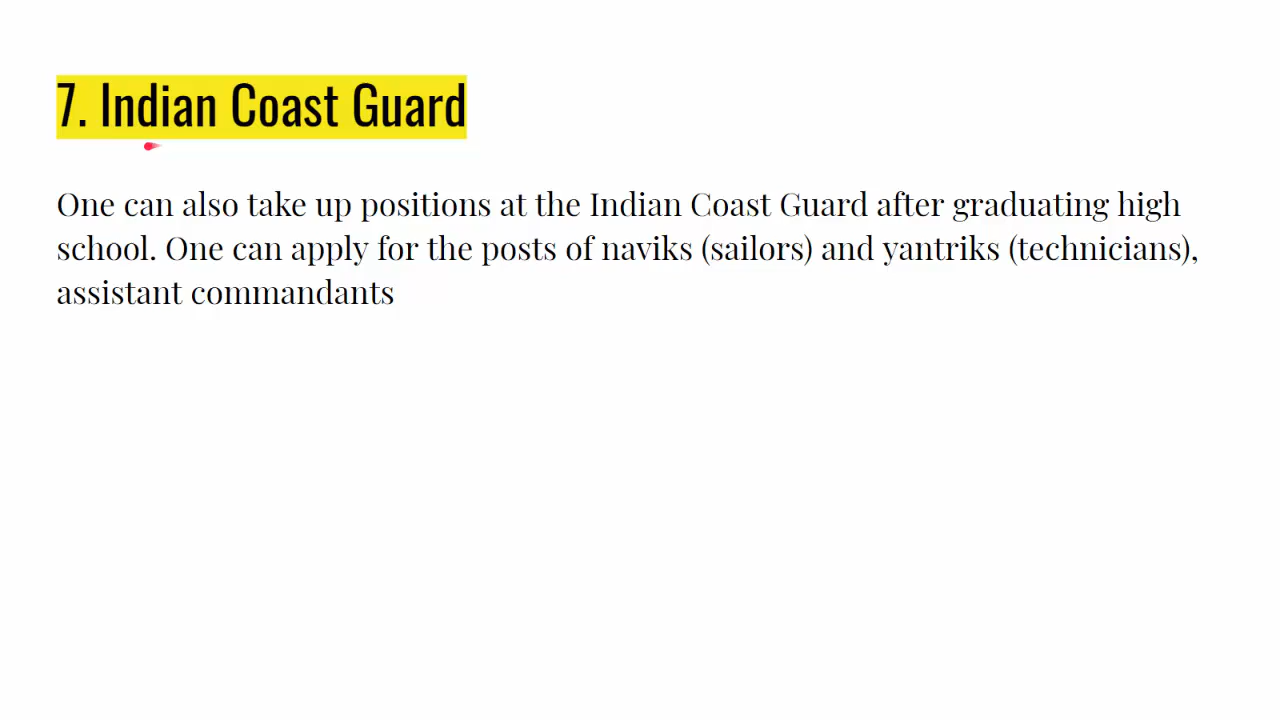 7. Indian Coast Guard
One can also take up positions at the Indian Coast Guard after graduating high
school. One can apply for the posts of naviks (sailors) and yantriks (technicians),
assistant commandants